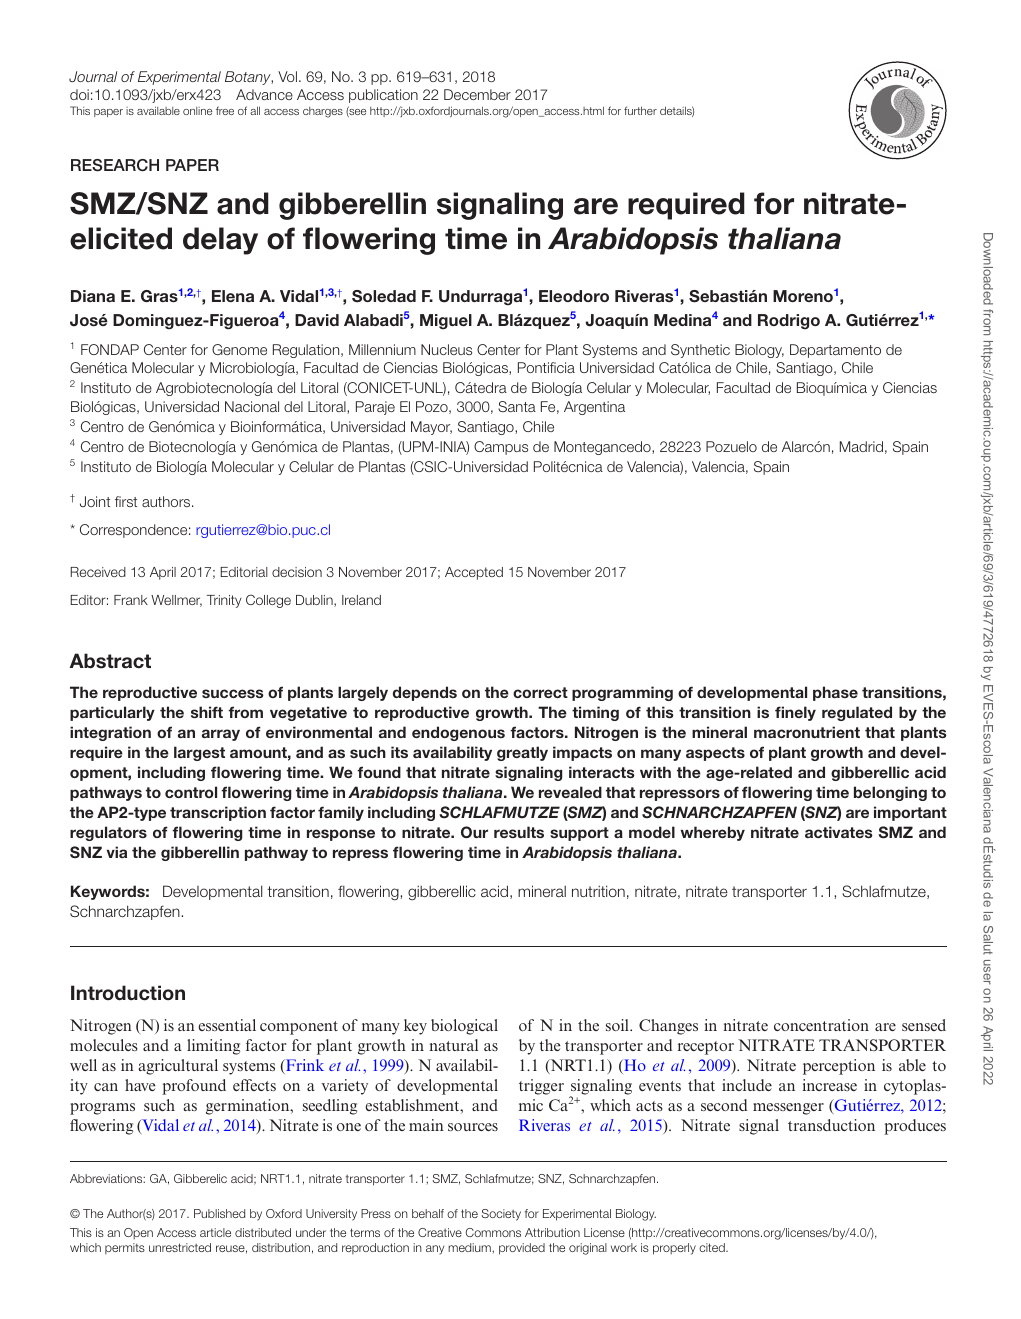 Journal of Experimental Botany, Vol. 69, No. 3 pp. 619–631, 2018
doi:10.1093/jxb/erx423 Advance Access publication 22 December 2017
This paper is available online free of all access charges (see http://jxb.oxfordjournals.org/open_access.html for further details)
Journal of
Experimental Botany
RESEARCH PAPER
SMZ/SNZ and gibberellin signaling are required for nitrate-
elicited delay of flowering time in Arabidopsis thaliana
Diana E. Gras1,2,†, Elena A. Vidal1,3,†, Soledad F. Undurraga1, Eleodoro Riveras1, Sebastián Moreno1,
José Dominguez-Figueroa4, David Alabadi5, Miguel A. Blázquez5, Joaquín Medina4 and Rodrigo A. Gutiérrez1,*
1 FONDAP Center for Genome Regulation, Millennium Nucleus Center for Plant Systems and Synthetic Biology, Departamento de
Genética Molecular y Microbiología, Facultad de Ciencias Biológicas, Pontificia Universidad Católica de Chile, Santiago, Chile
2 Instituto de Agrobiotecnología del Litoral (CONICET-UNL), Cátedra de Biología Celular y Molecular, Facultad de Bioquímica y Ciencias
Biológicas, Universidad Nacional del Litoral, Paraje El Pozo, 3000, Santa Fe, Argentina
3 Centro de Genómica y Bioinformática, Universidad Mayor, Santiago, Chile
4 Centro de Biotecnología y Genómica de Plantas, (UPM-INIA) Campus de Montegancedo, 28223 Pozuelo de Alarcón, Madrid, Spain
5 Instituto de Biología Molecular y Celular de Plantas (CSIC-Universidad Politécnica de Valencia), Valencia, Spain
† Joint first authors.
* Correspondence: rgutierrez@bio.puc.cl
Received 13 April 2017; Editorial decision 3 November 2017; Accepted 15 November 2017
Editor: Frank Wellmer, Trinity College Dublin, Ireland
Abstract
The reproductive success of plants largely depends on the correct programming of developmental phase transitions,
particularly the shift from vegetative to reproductive growth. The timing of this transition is finely regulated by the
integration of an array of environmental and endogenous factors. Nitrogen is the mineral macronutrient that plants
require in the largest amount, and as such its availability greatly impacts on many aspects of plant growth and devel-
opment, including flowering time. We found that nitrate signaling interacts with the age-related and gibberellic acid
pathways to control flowering time in Arabidopsis thaliana. We revealed that repressors of flowering time belonging to
the AP2-type transcription factor family including SCHLAFMUTZE (SMZ) and SCHNARCHZAPFEN (SNZ) are important
regulators of flowering time in response to nitrate. Our results support a model whereby nitrate activates SMZ and
SNZ via the gibberellin pathway to repress flowering time in Arabidopsis thaliana.
Keywords: Developmental transition, flowering, gibberellic acid, mineral nutrition, nitrate, nitrate transporter 1.1, Schlafmutze,
Schnarchzapfen.
Introduction
Nitrogen (N) is an essential component of many key biological
molecules and a limiting factor for plant growth in natural as
well as in agricultural systems (Frink et al., 1999). N availabil-
ity can have profound effects on a variety of developmental
programs such as germination, seedling establishment, and
flowering (Vidal et al., 2014). Nitrate is one of the main sources
of N in the soil. Changes in nitrate concentration are sensed
by the transporter and receptor NITRATE TRANSPORTER
1.1 (NRT1.1) (Ho et al., 2009). Nitrate perception is able to
trigger signaling events that include an increase in cytoplas-
mic Ca2+, which acts as a second messenger (Gutiérrez, 2012;
Riveras et al., 2015). Nitrate signal transduction produces
Abbreviations: GA, Gibberelic acid; NRT1.1, nitrate transporter 1.1; SMZ, Schlafmutze; SNZ, Schnarchzapfen.
© The Author(s) 2017. Published by Oxford University Press on behalf of the Society for Experimental Biology.
This is an Open Access article distributed under the terms of the Creative Commons Attribution License (http://creativecommons.org/licenses/by/4.0/),
which permits unrestricted reuse, distribution, and reproduction in any medium, provided the original work is properly cited.
Downloaded from https://academic.oup.com/jxb/article/69/3/619/4772618 by EVES-Escola Valenciana dÉstudis de la Salut user on 26 April 2022